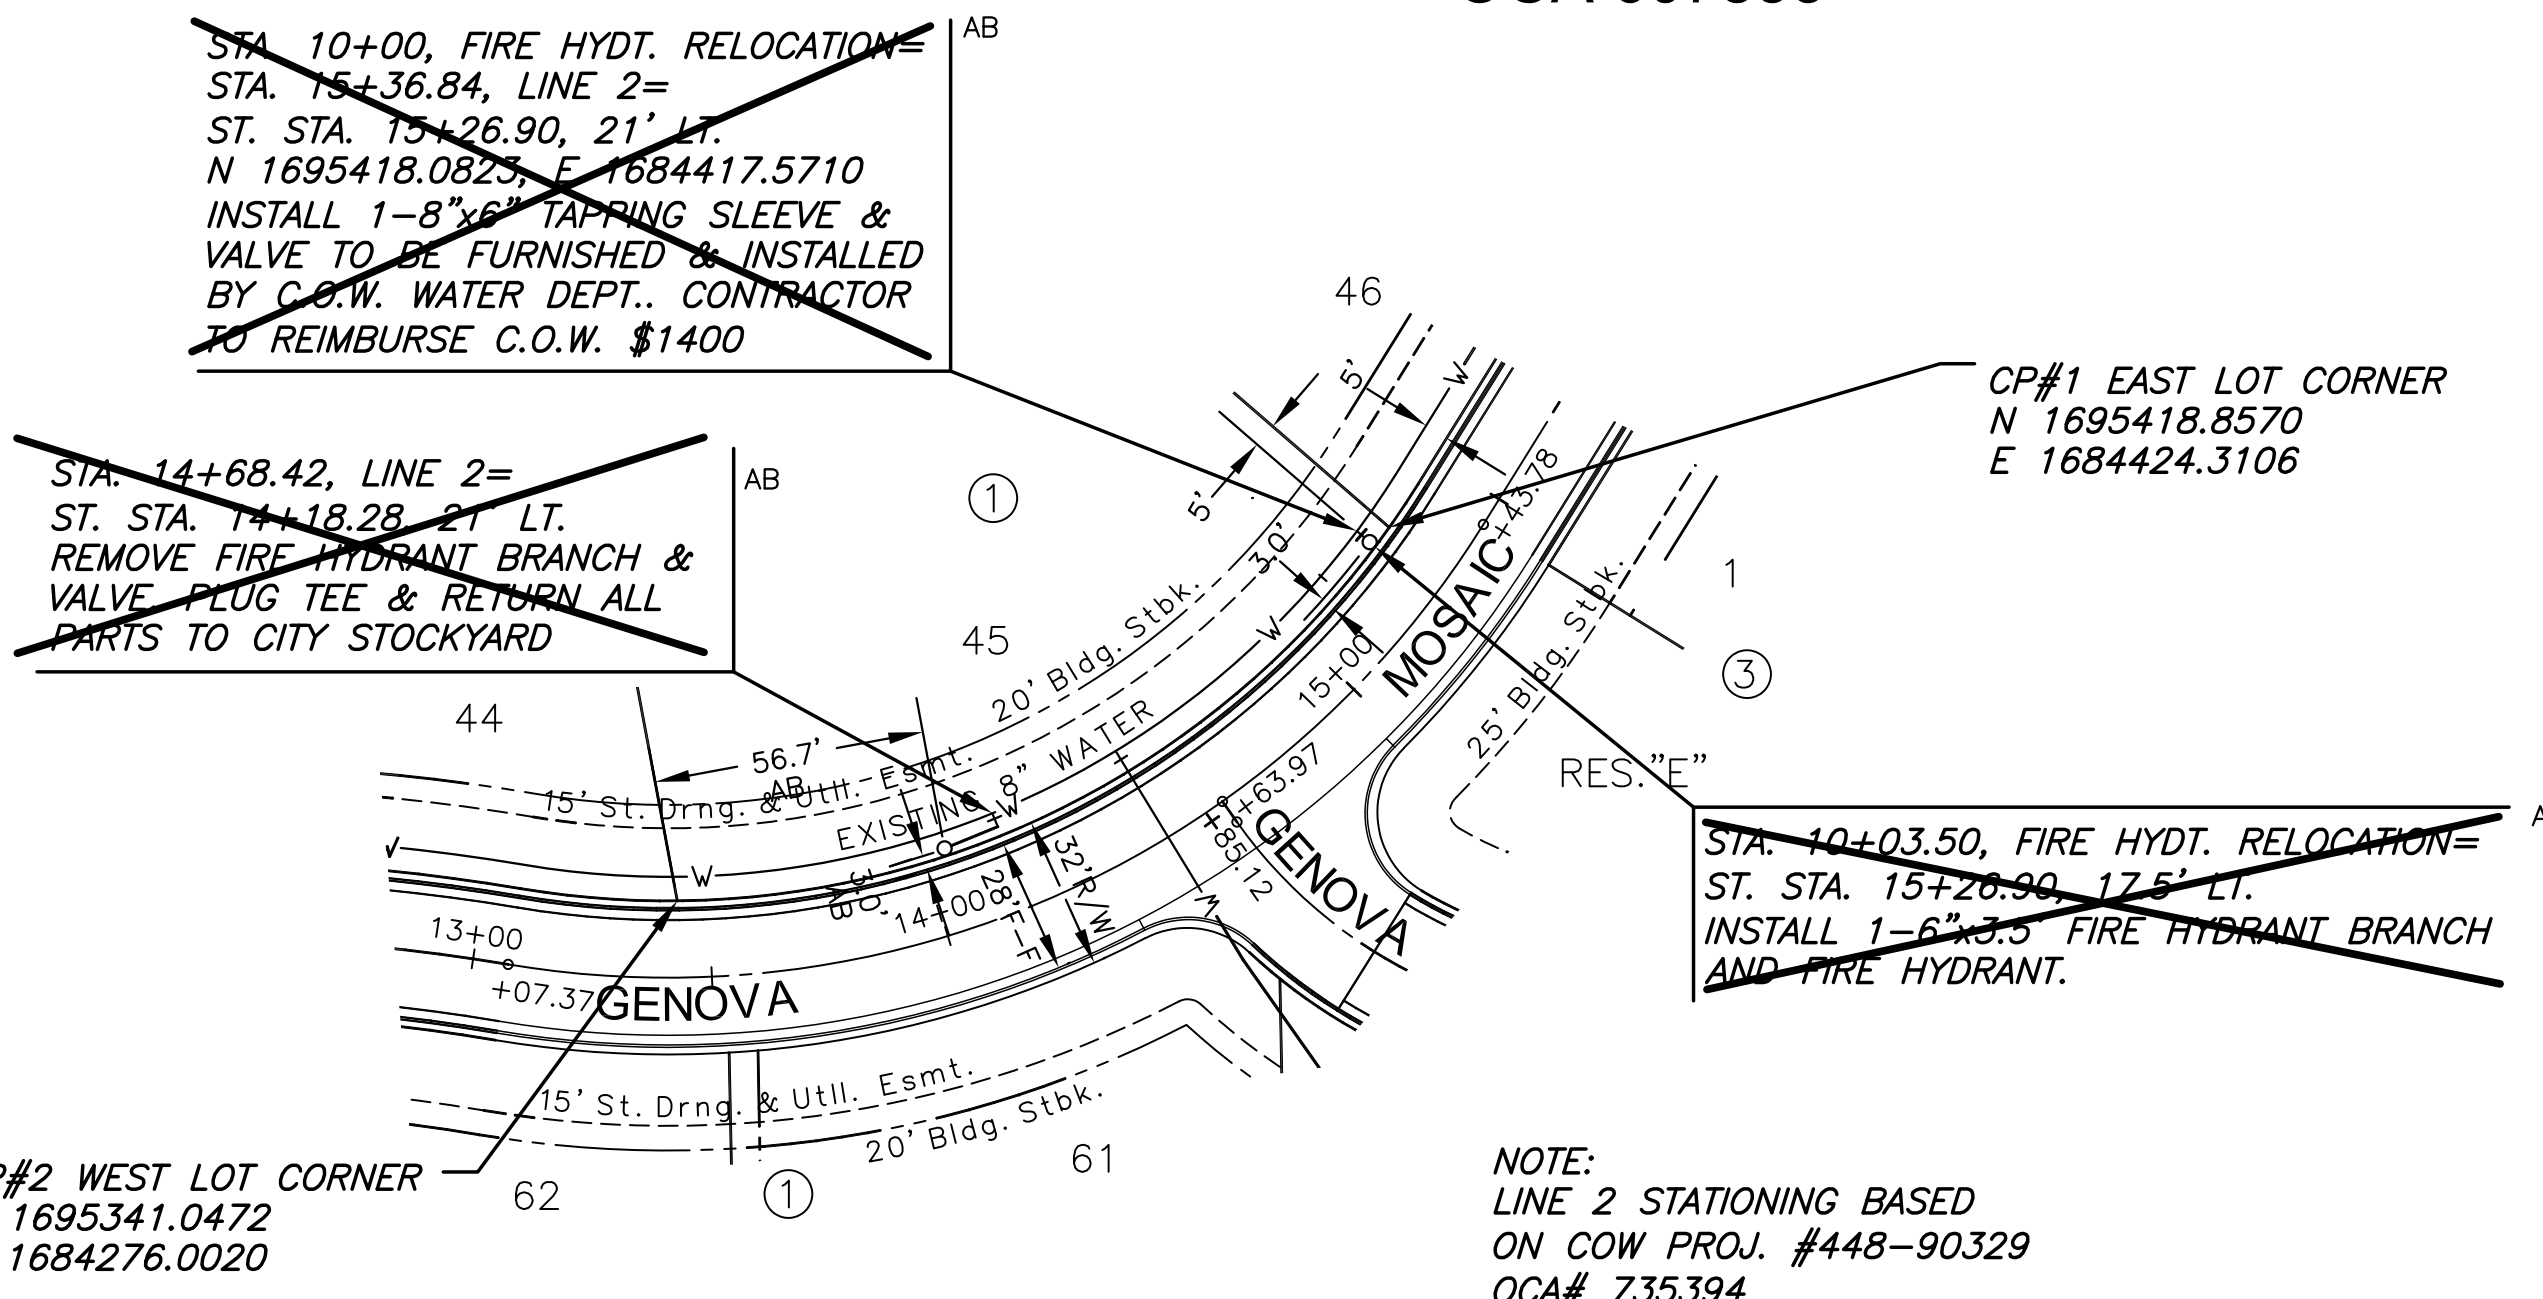 AB
STA. 10+00, FIRE HYDT. RELOCATION=
STA. 15+36.84, LINE 2=
ST. STA. 15+26.90, 21' LT.
N 1695418.0823, E 1684417.5710
INSTALL 1-8"x6" TAPPING SLEEVE &
VALVE TO BE FURNISHED & INSTALLED
BY C.O.W. WATER DEPT.. CONTRACTOR
TO REIMBURSE C.O.W. $1400
46
CP#1 EAST LOT CORNER
N 1695418.8570
E 1684424.3106
AB
STA. 14+68.42, LINE 2=
ST. STA. 14+18.28, 21' LT.
REMOVE FIRE HYDRANT BRANCH &
VALVE, PLUG TEE & RETURN ALL
PARTS TO CITY STOCKYARD
1
5'
5'
W
+43.78
3.0'
MOSAIC
1
3
45
20' Bldg. Stbk.
W
15+00
25' Bldg. Stbk.
44
56.7'
AB
15' St. Drng. & Utll. Esmt.
EXISTING 8" WATER
W
W
RES."E"
+63.97
+85.12
GENOVA
3.0'
AB
14+00
28'F-F
32'R/W
W
13+00
+07.37
GENOVA
STA. 10+03.50, FIRE HYDT. RELOCATION=
ST. STA. 15+26.90, 17.5' LT.
INSTALL 1-6"x3.5' FIRE HYDRANT BRANCH
AND FIRE HYDRANT.
15' St. Drng. & Utll. Esmt.
20' Bldg. Stbk.
61
62
1
#2 WEST LOT CORNER
1695341.0472
1684276.0020
NOTE:
LINE 2 STATIONING BASED
ON COW PROJ. #448-90329
OCA# 735394